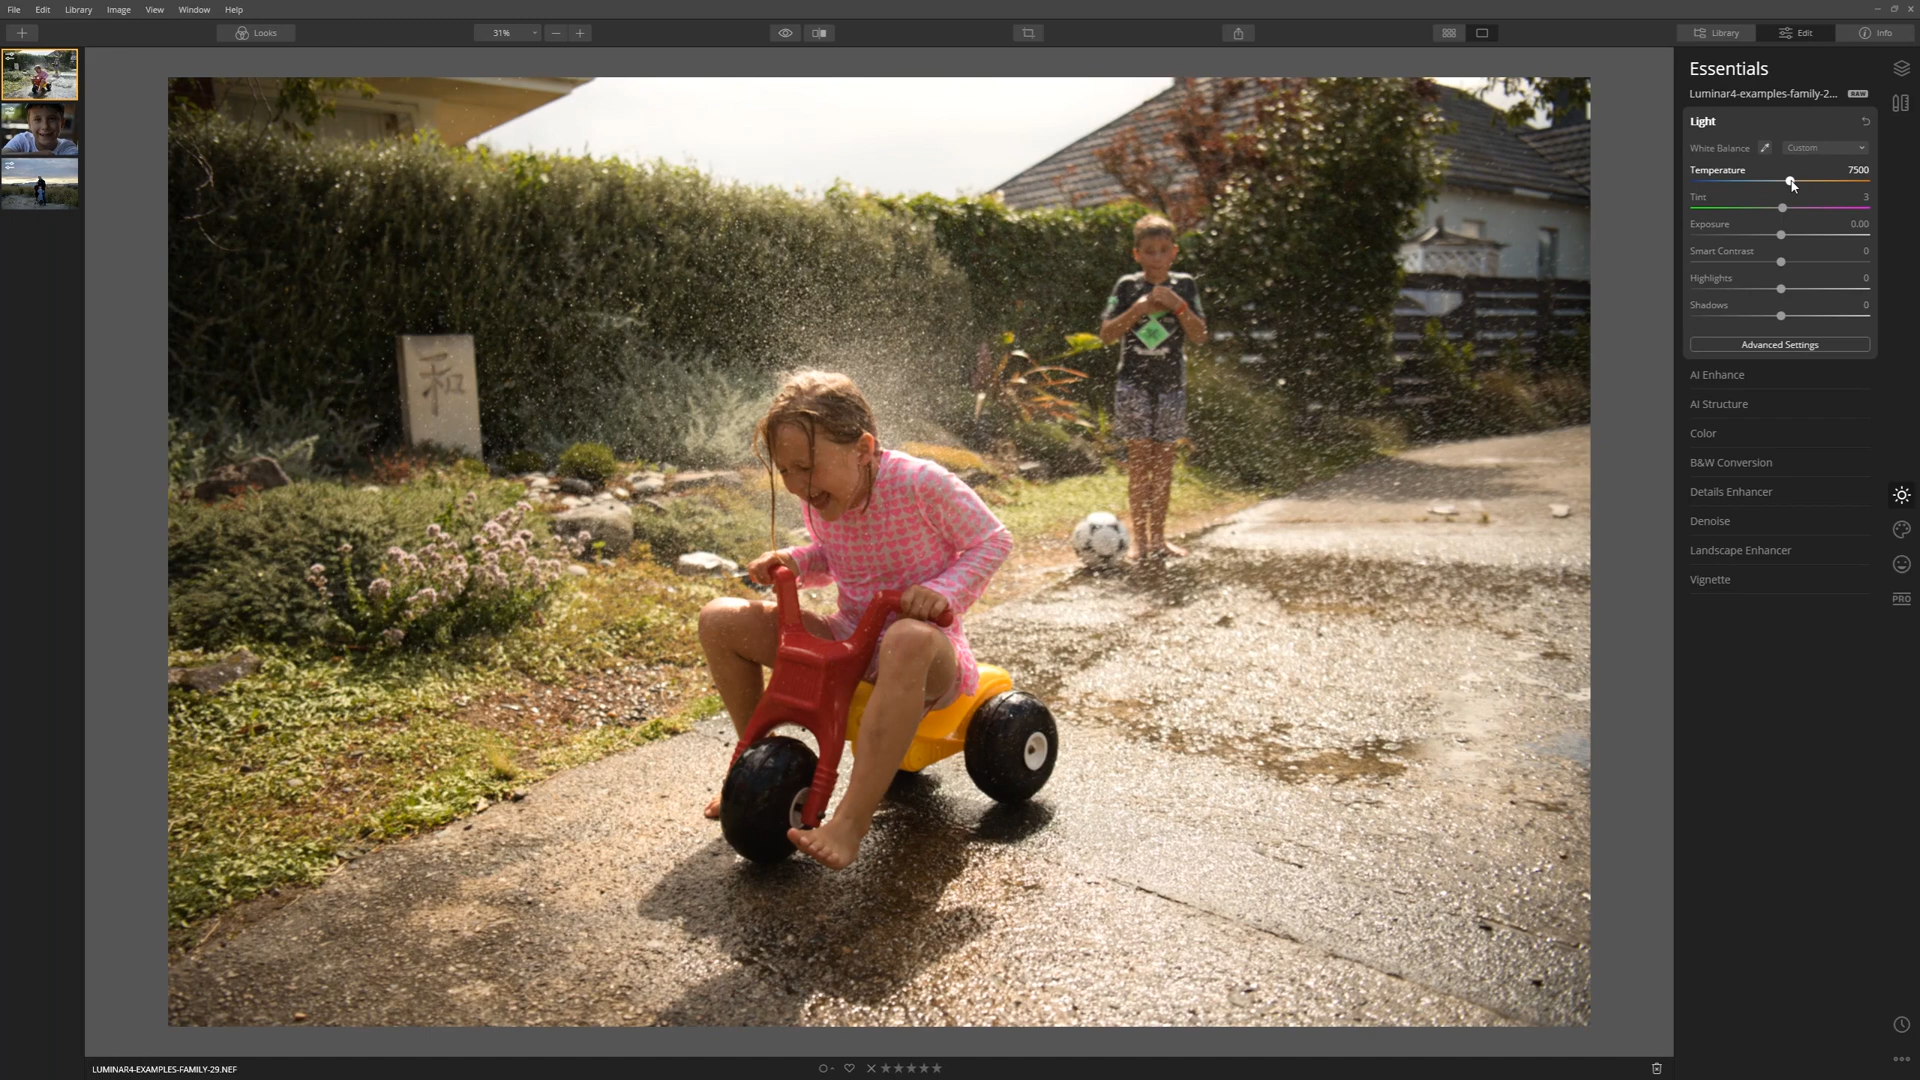 File Edit Library Image View Window Help
Looks 31% Library Edit Info
Essentials
Luminar4-examples-family-2... RAW
Light
White Balance Custom
Temperature 7500
Tint 3
Exposure 0.00
Smart Contrast 0
Highlights 0
Shadows 0
Advanced Settings
AI Enhance
AI Structure
Color
B&W Conversion
Details Enhancer
Denoise
Landscape Enhancer
Vignette
PRO
和
LUMINAR4-EXAMPLES-FAMILY-29.NEF